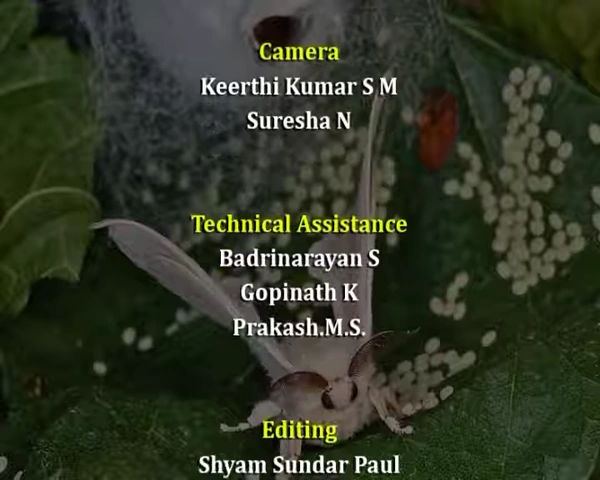 Camera
Keerthi Kumar S M
Suresha N
Technical Assistance
Badrinarayan S
Gopinath K
Prakash.M.S.
Editing
Shyam Sundar Paul